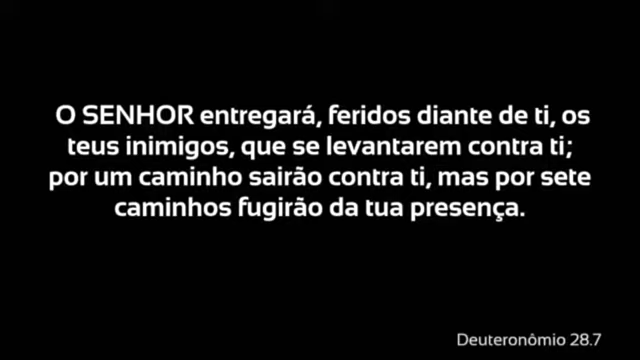 O SENHOR entregará, feridos diante de ti, os
teus inimigos, que se levantarem contra ti;
por um caminho sairão contra ti, mas por sete
caminhos fugirão da tua presença.
Deuteronômio 28.7